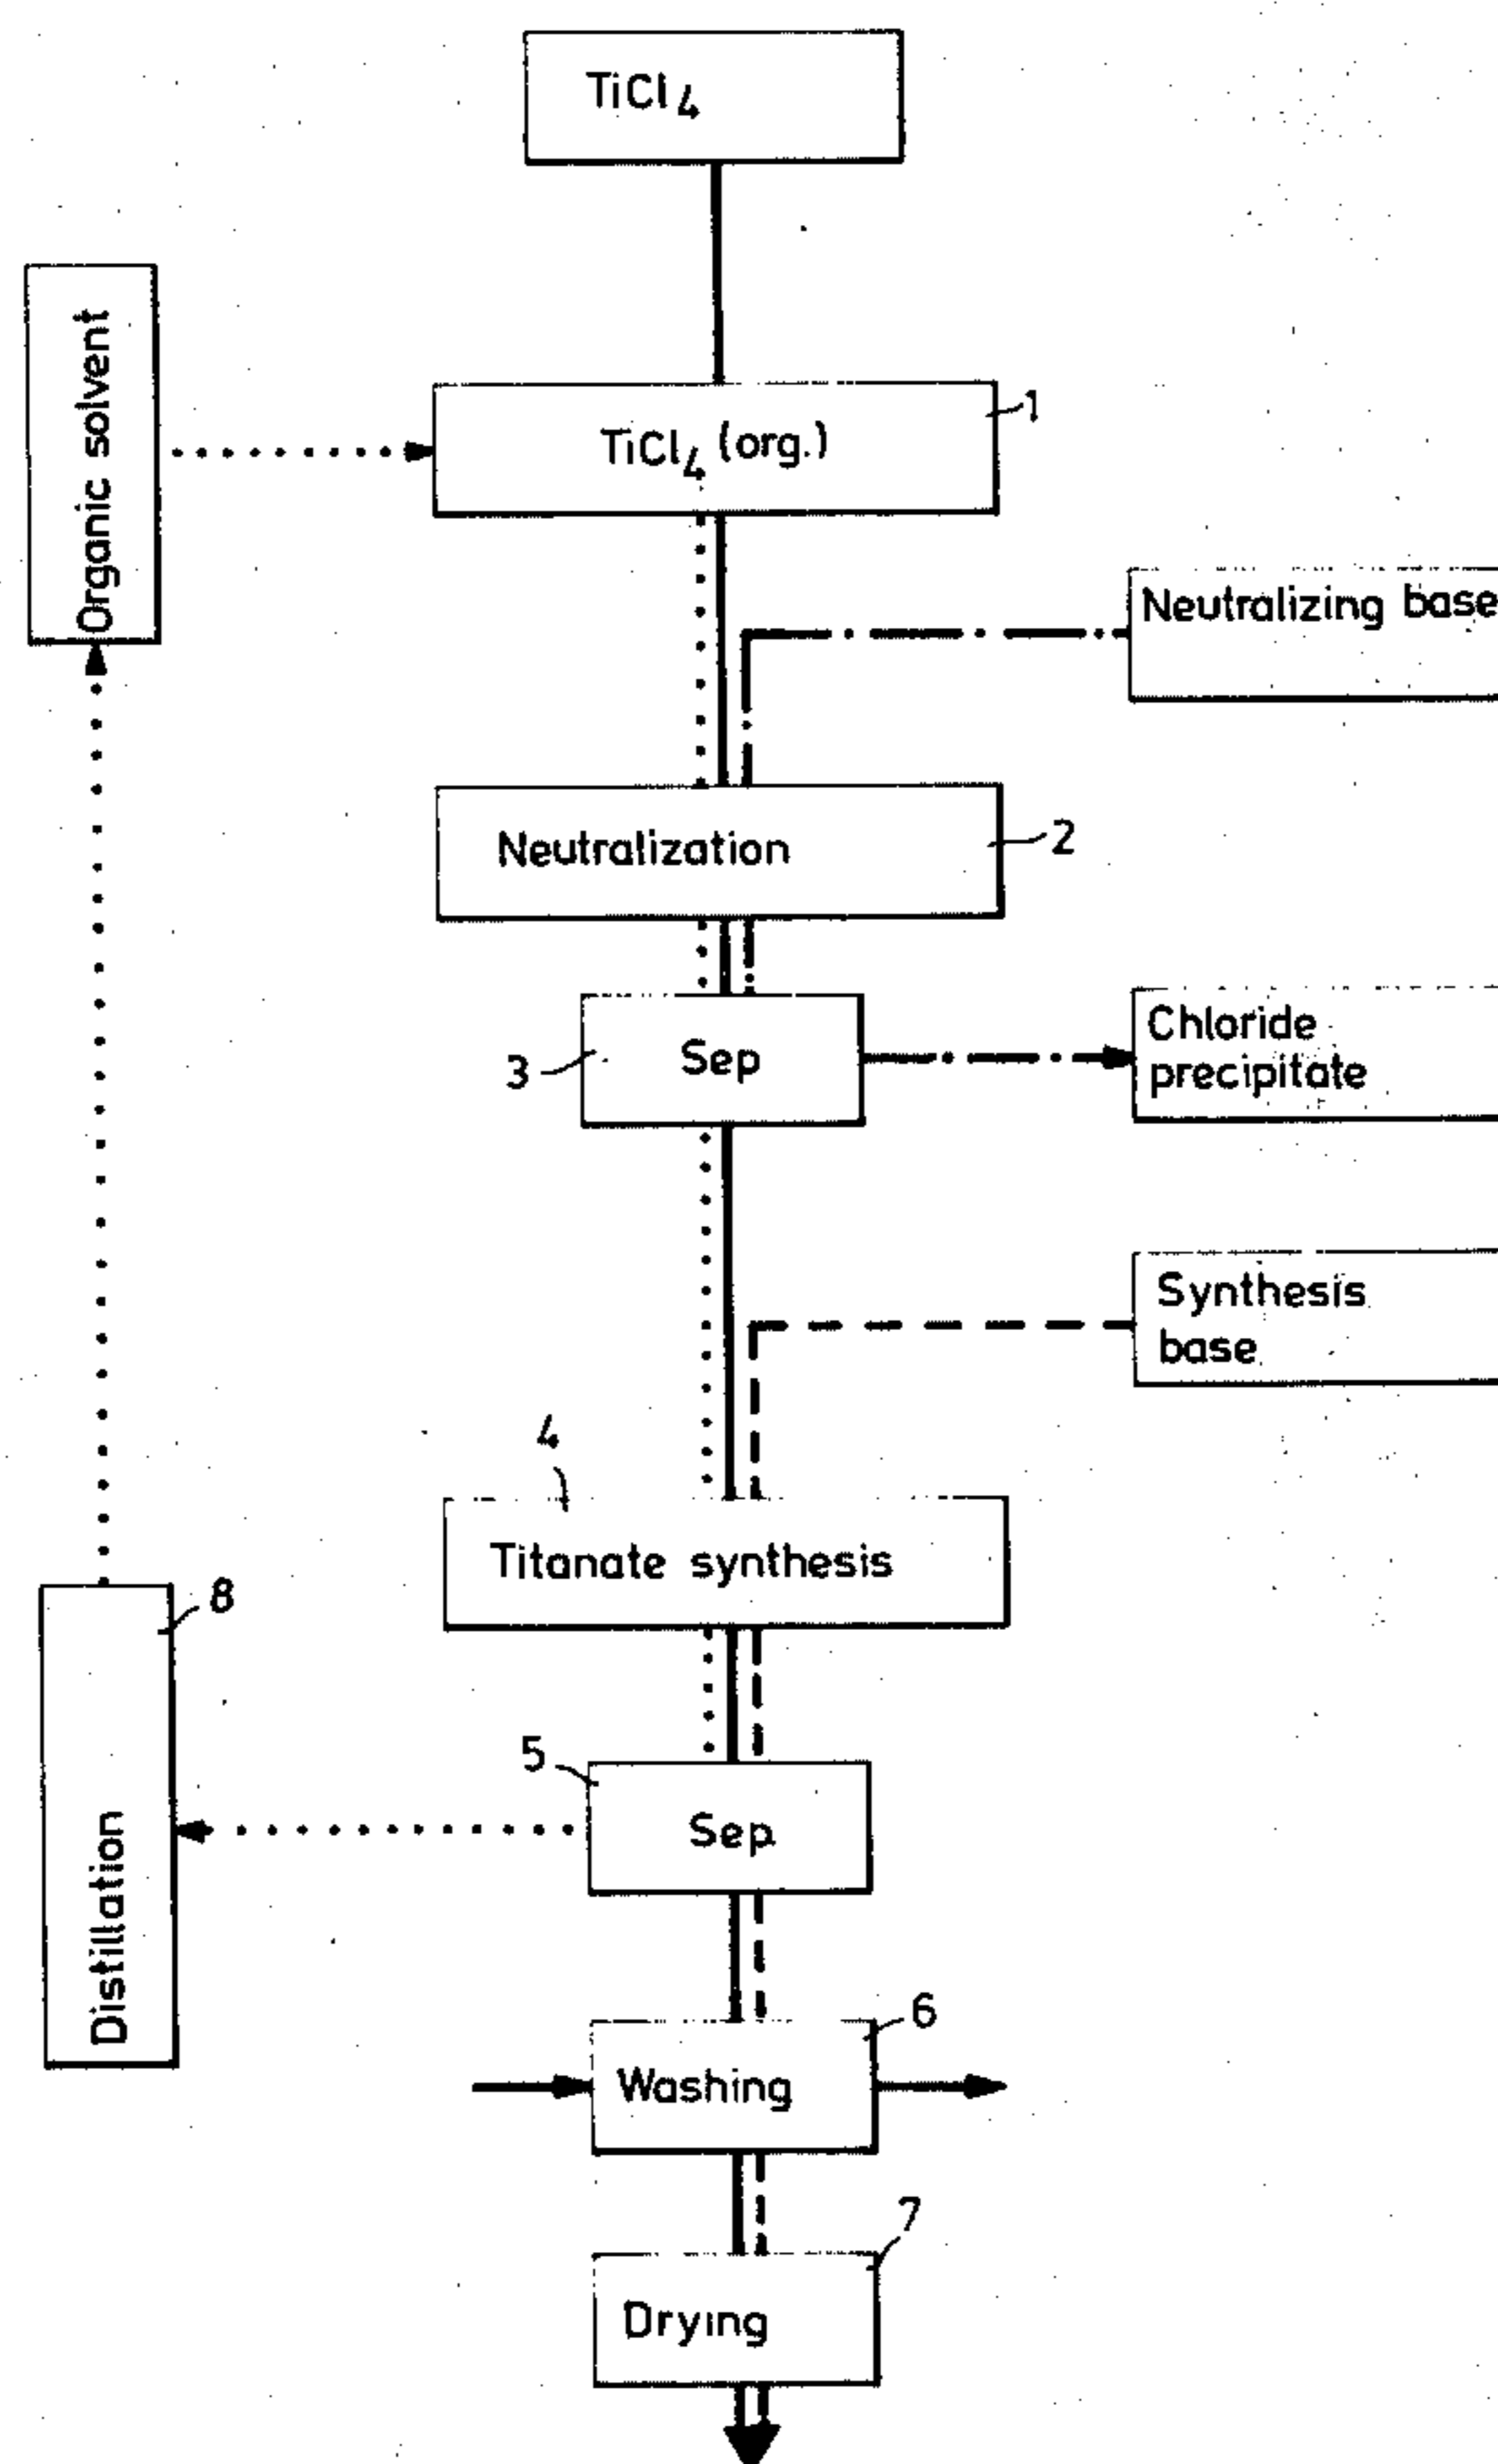 TiCl4
Organic solvent
TiCl4 (org.)
1
Neutralizing base
Neutralization
2
3
Sep
Chloride
precipitate
Synthesis
base
4
Titanate synthesis
8
5
Sep
Distillation
6
Washing
7
Drying